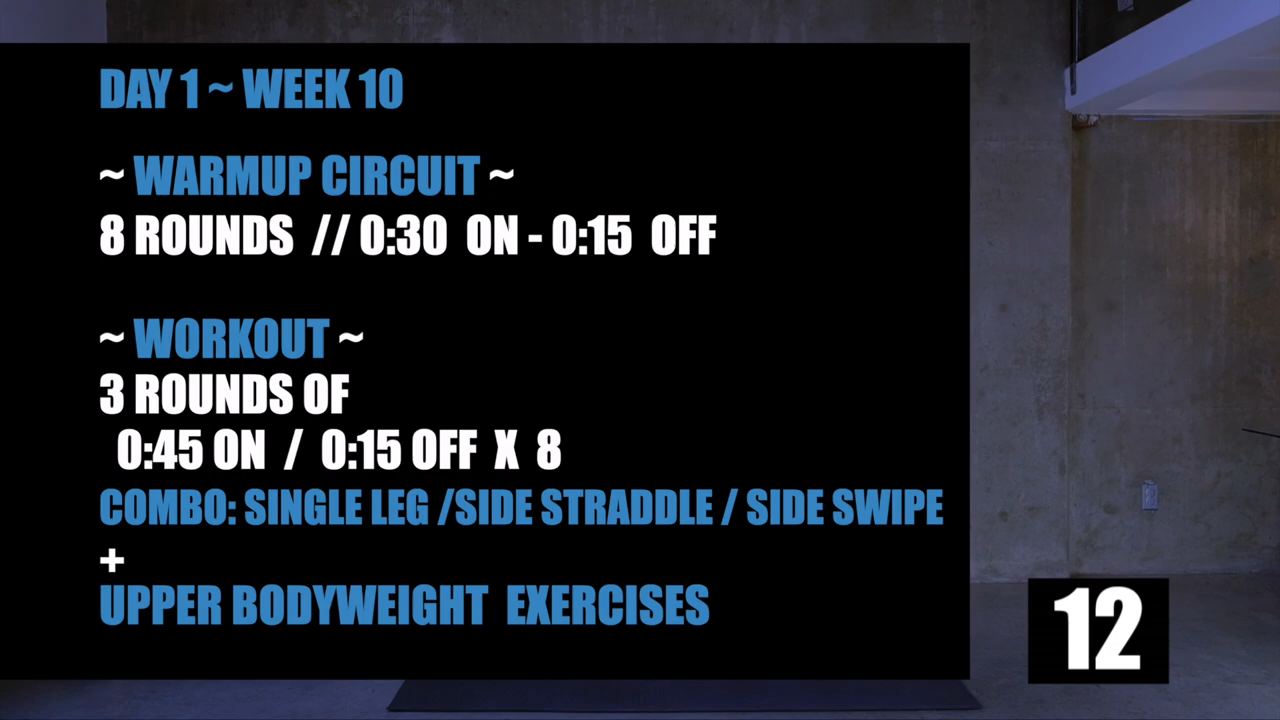 DAY 1 ~ WEEK 10
~ WARMUP CIRCUIT ~
8 ROUNDS // 0:30 ON - 0:15 OFF
~ WORKOUT ~
3 ROUNDS OF
0:45 ON / 0:15 OFF X 8
COMBO: SINGLE LEG /SIDE STRADDLE / SIDE SWIPE
+
UPPER BODYWEIGHT EXERCISES
12